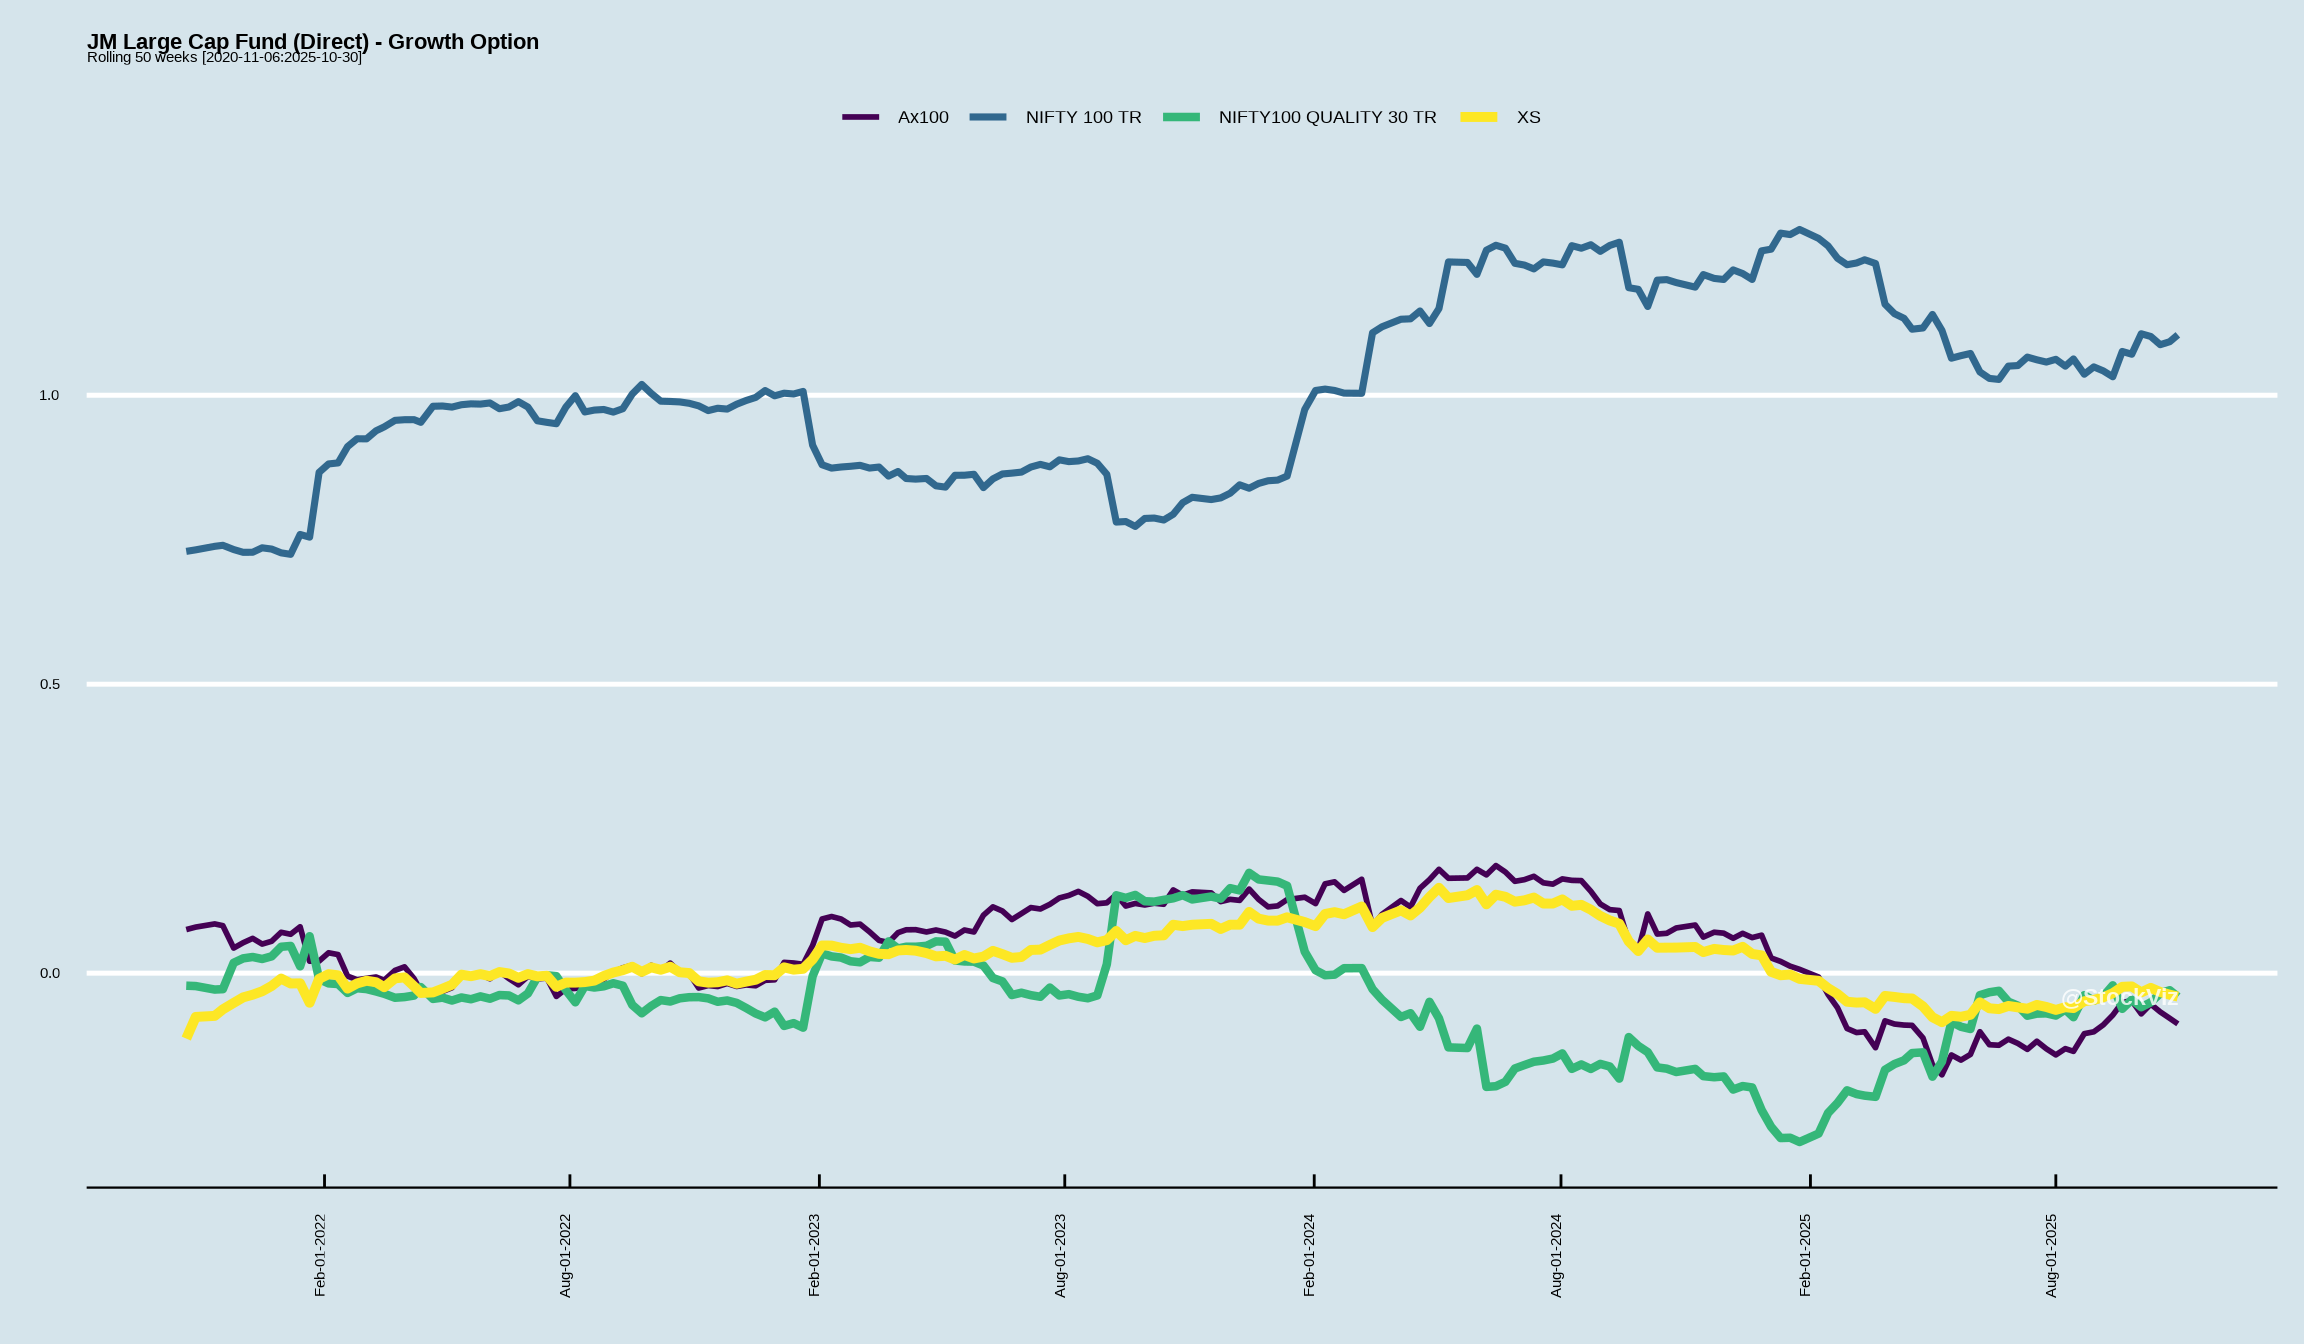 JM Large Cap Fund (Direct) - Growth Option
Rolling 50 weeks [2020-11-06:2025-10-30]
Ax100 NIFTY 100 TR NIFTY100 QUALITY 30 TR XS
1.0
0.5
0.0
@StockViz
Feb-01-2022
Aug-01-2022
Feb-01-2023
Aug-01-2023
Feb-01-2024
Aug-01-2024
Feb-01-2025
Aug-01-2025